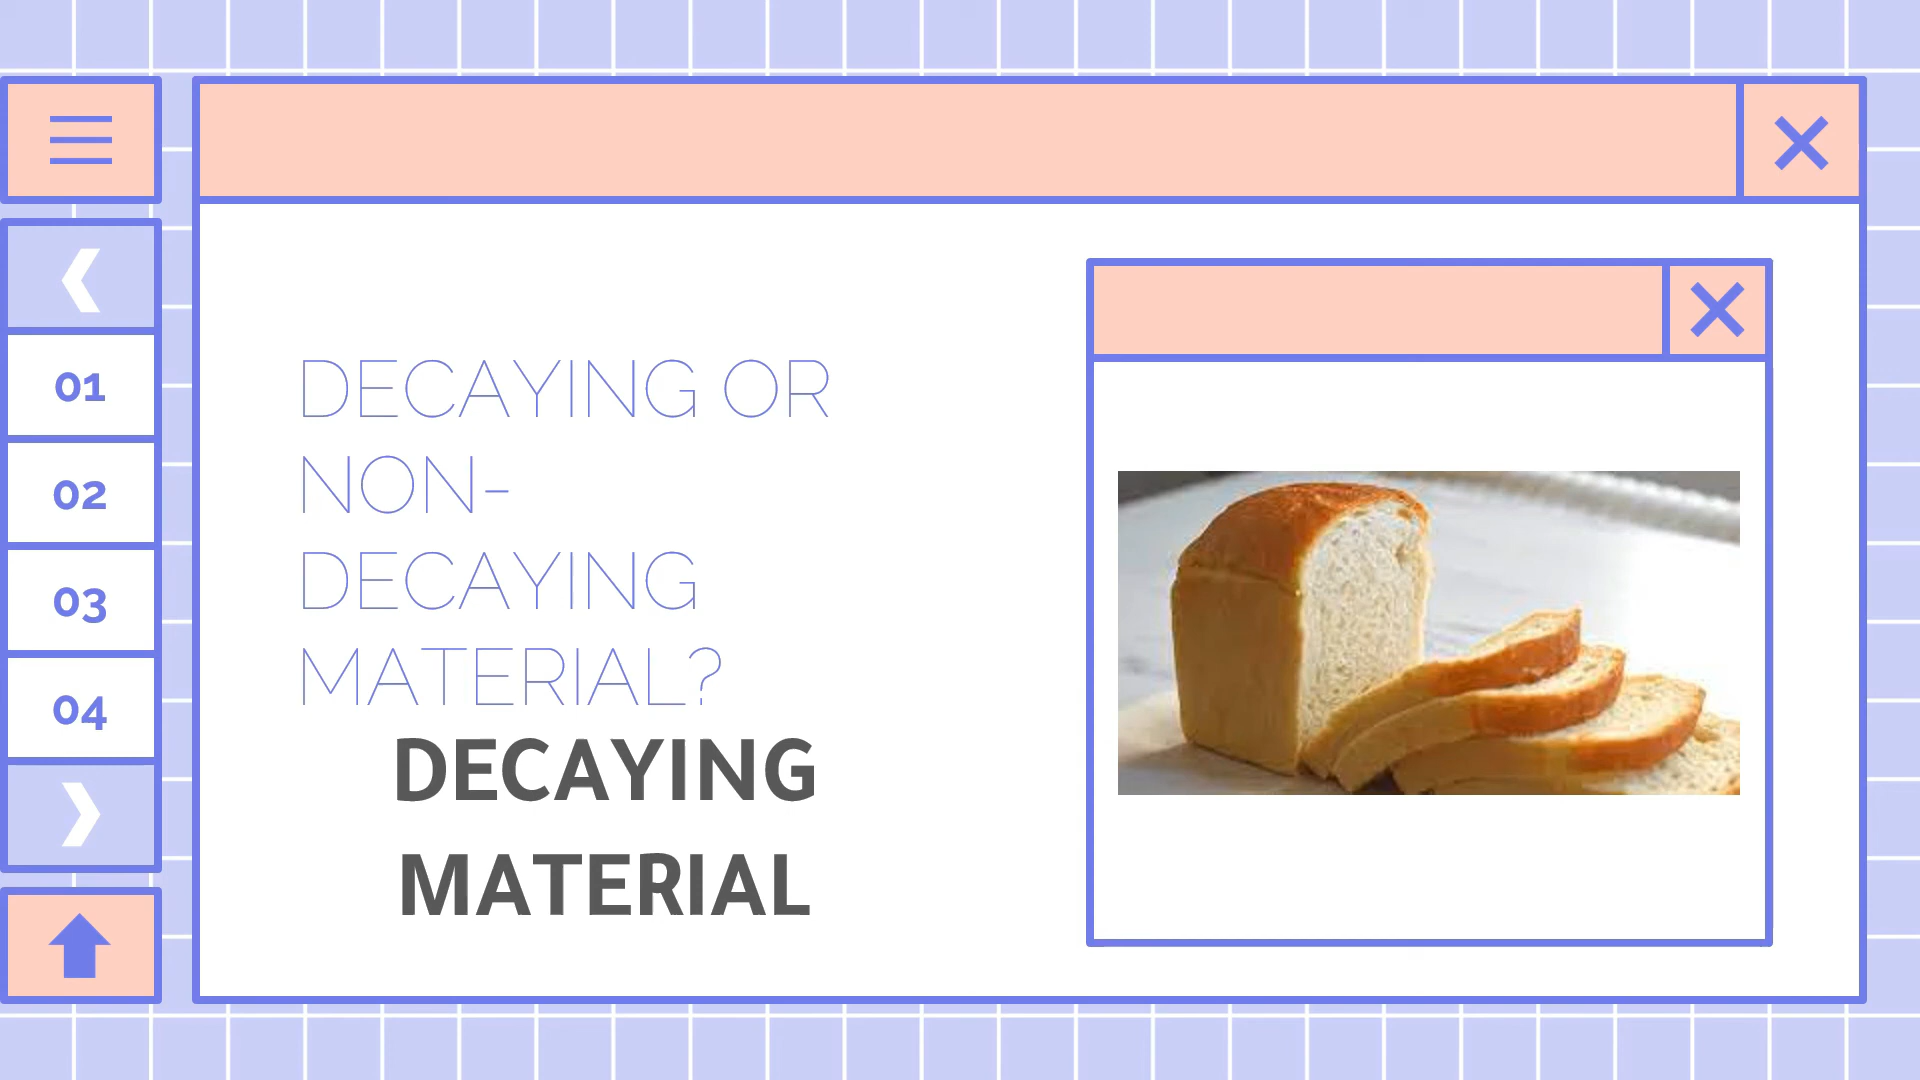 01
02
03
04
DECAYING OR
NON-
DECAYING
MATERIAL?
DECAYING
MATERIAL